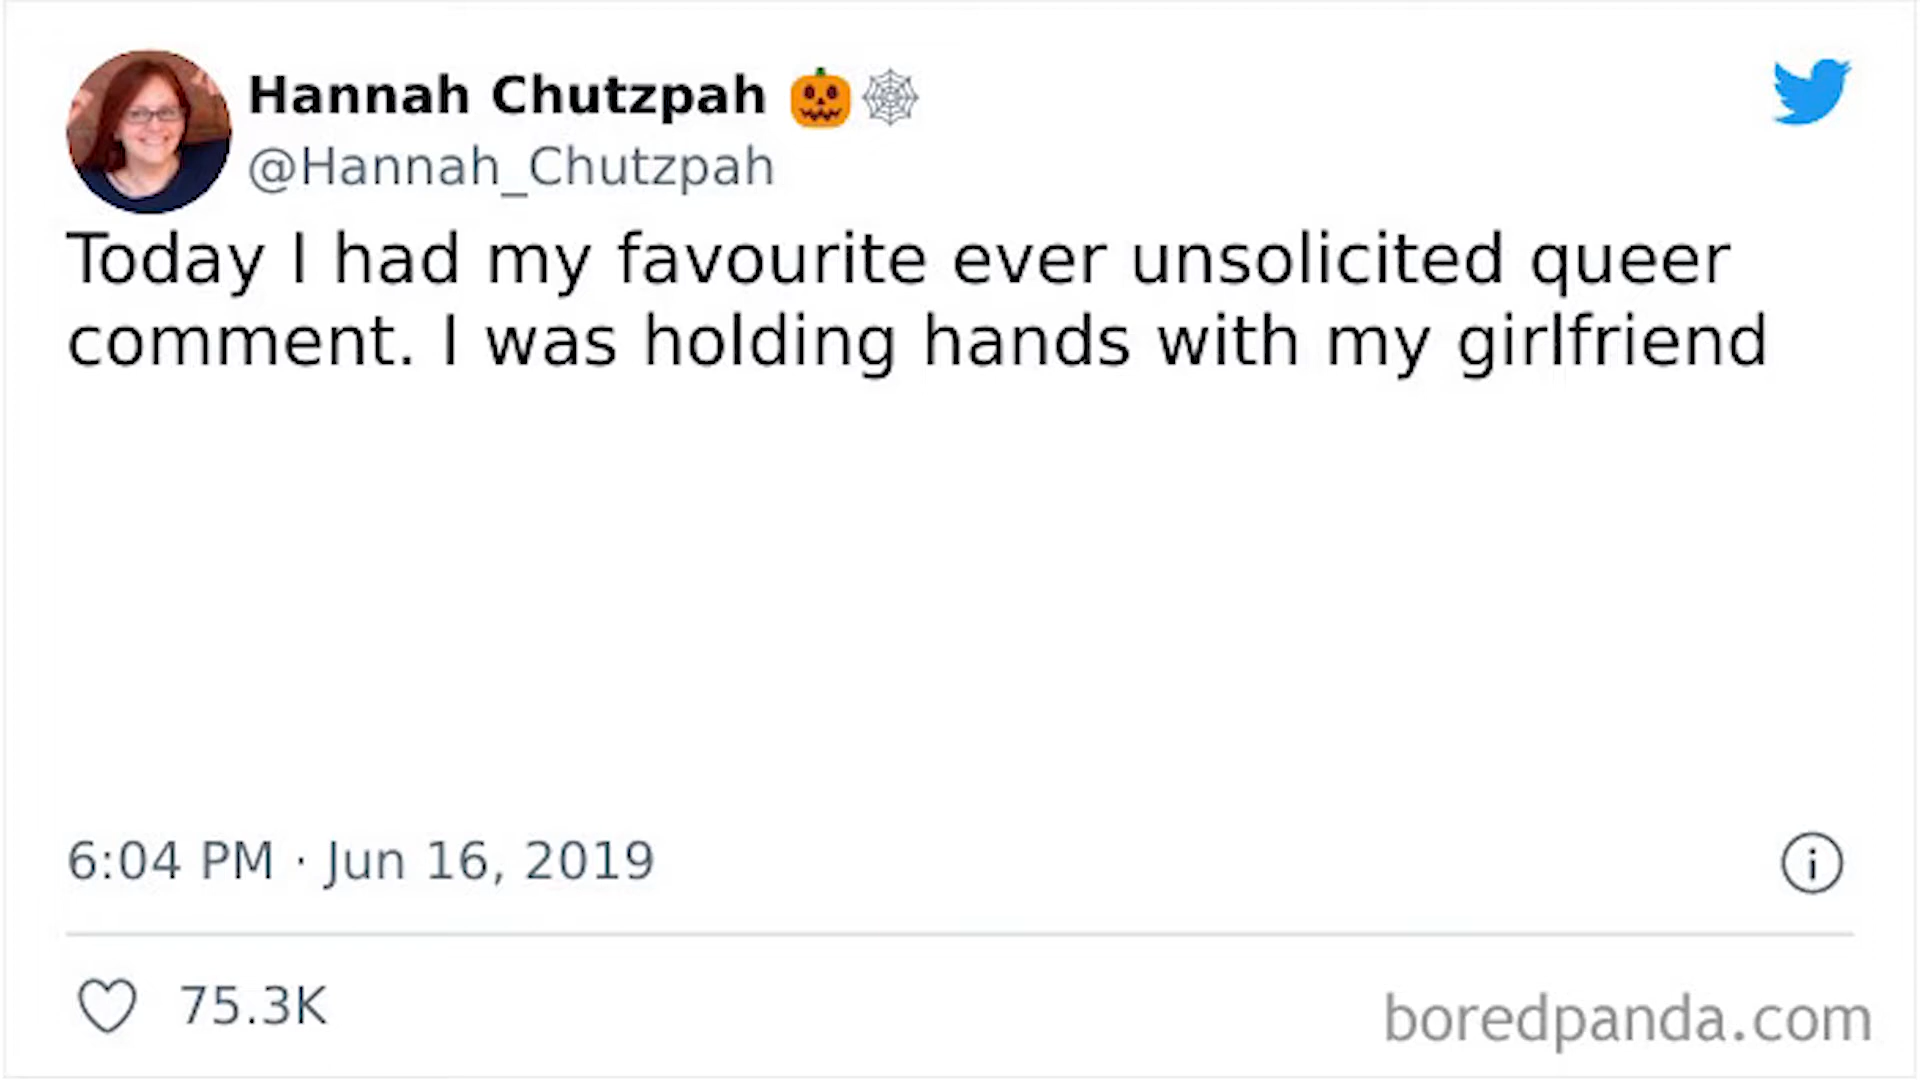 Hannah Chutzpah 🎃🕸
@Hannah_Chutzpah
Today I had my favourite ever unsolicited queer
comment. I was holding hands with my girlfriend
6:04 PM · Jun 16, 2019
75.3K
boredpanda.com